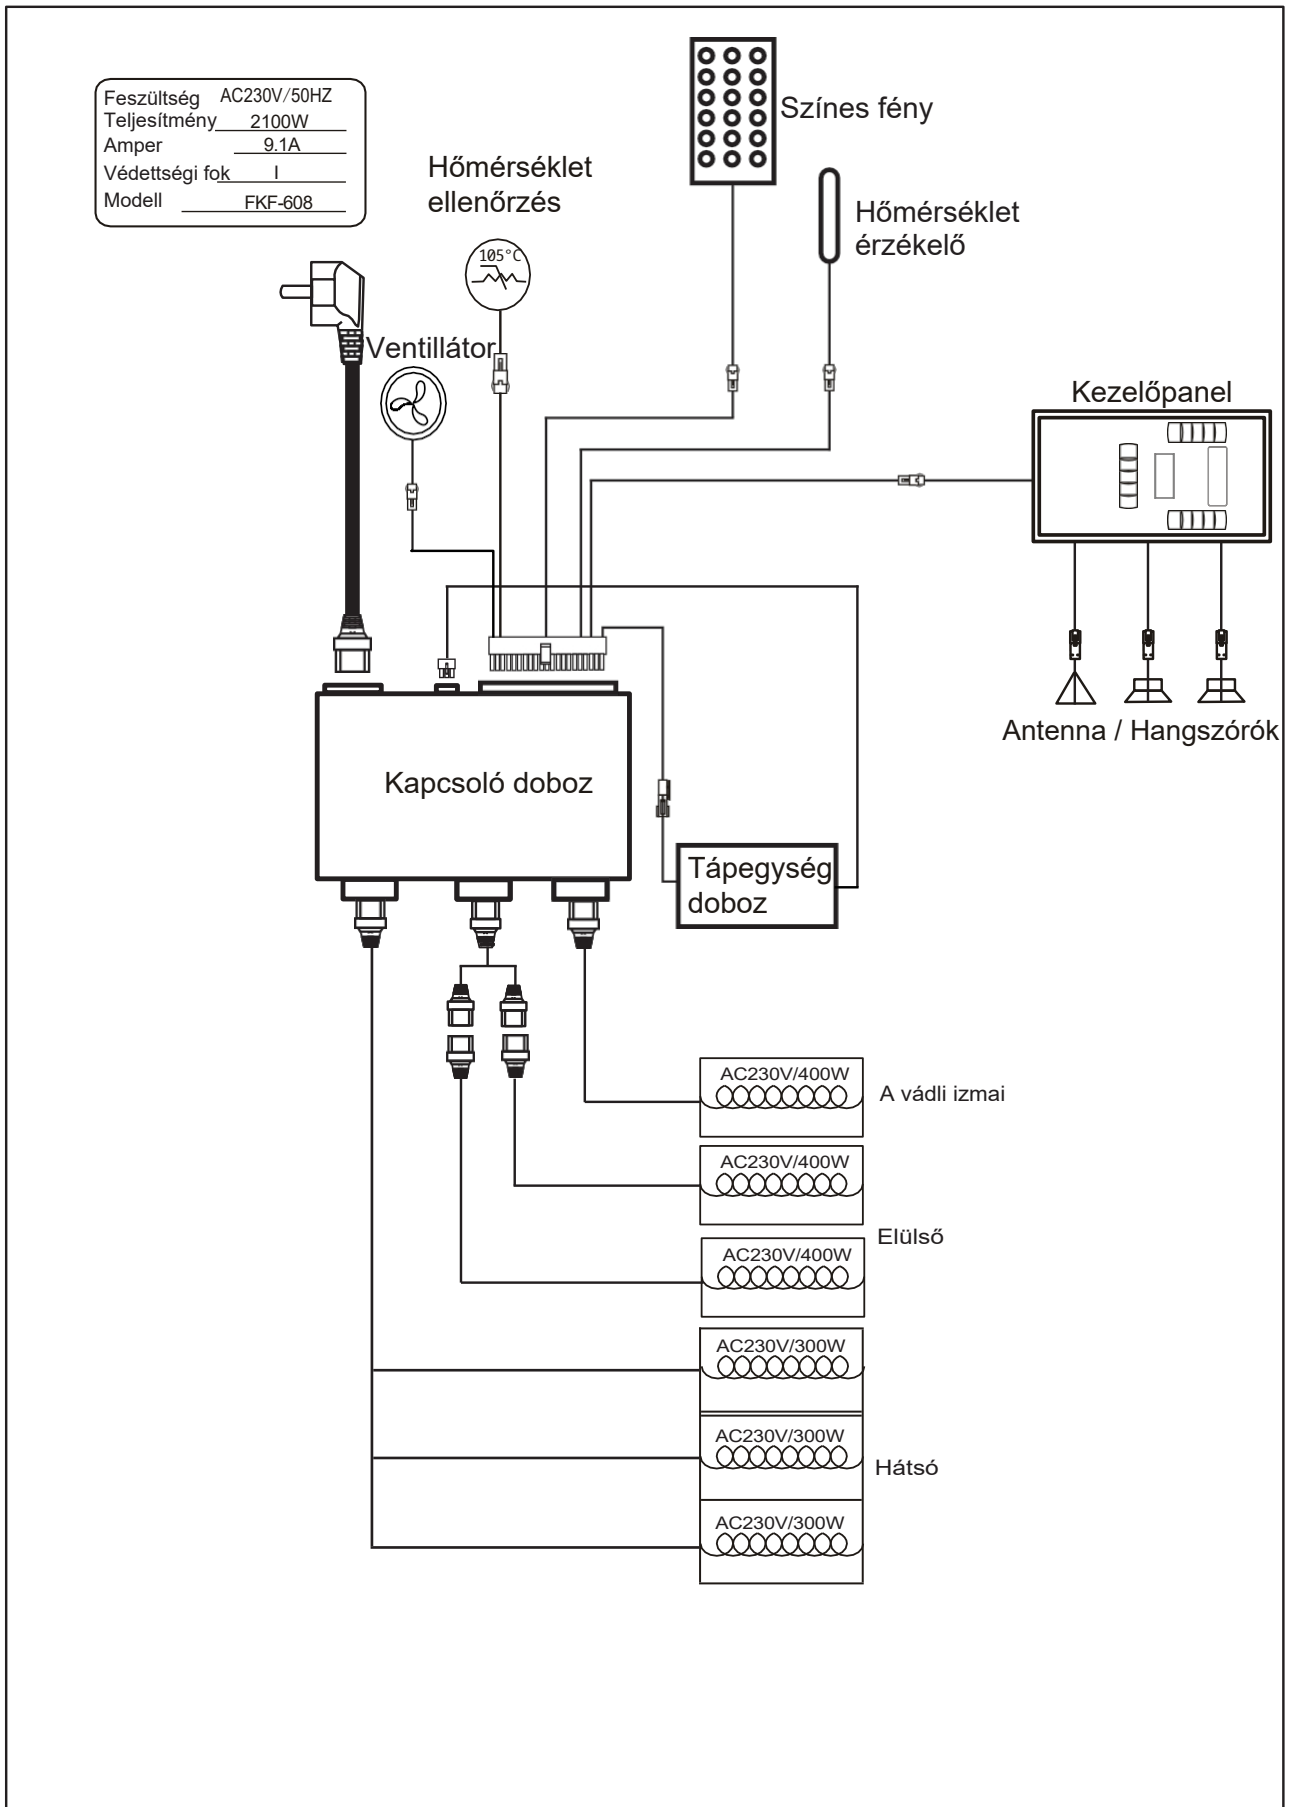 Feszültség AC230V/50HZ
Teljesítmény 2100W
Amper 9.1A
Védettségi fok I
Modell FKF-608
Színes fény
Hőmérséklet
ellenőrzés
105°C
Hőmérséklet
érzékelő
Ventillátor
Kezelőpanel
Antenna / Hangszórók
Kapcsoló doboz
Tápegység
doboz
AC230V/400W
A vádli izmai
AC230V/400W
Elülső
AC230V/400W
AC230V/300W
AC230V/300W
Hátsó
AC230V/300W